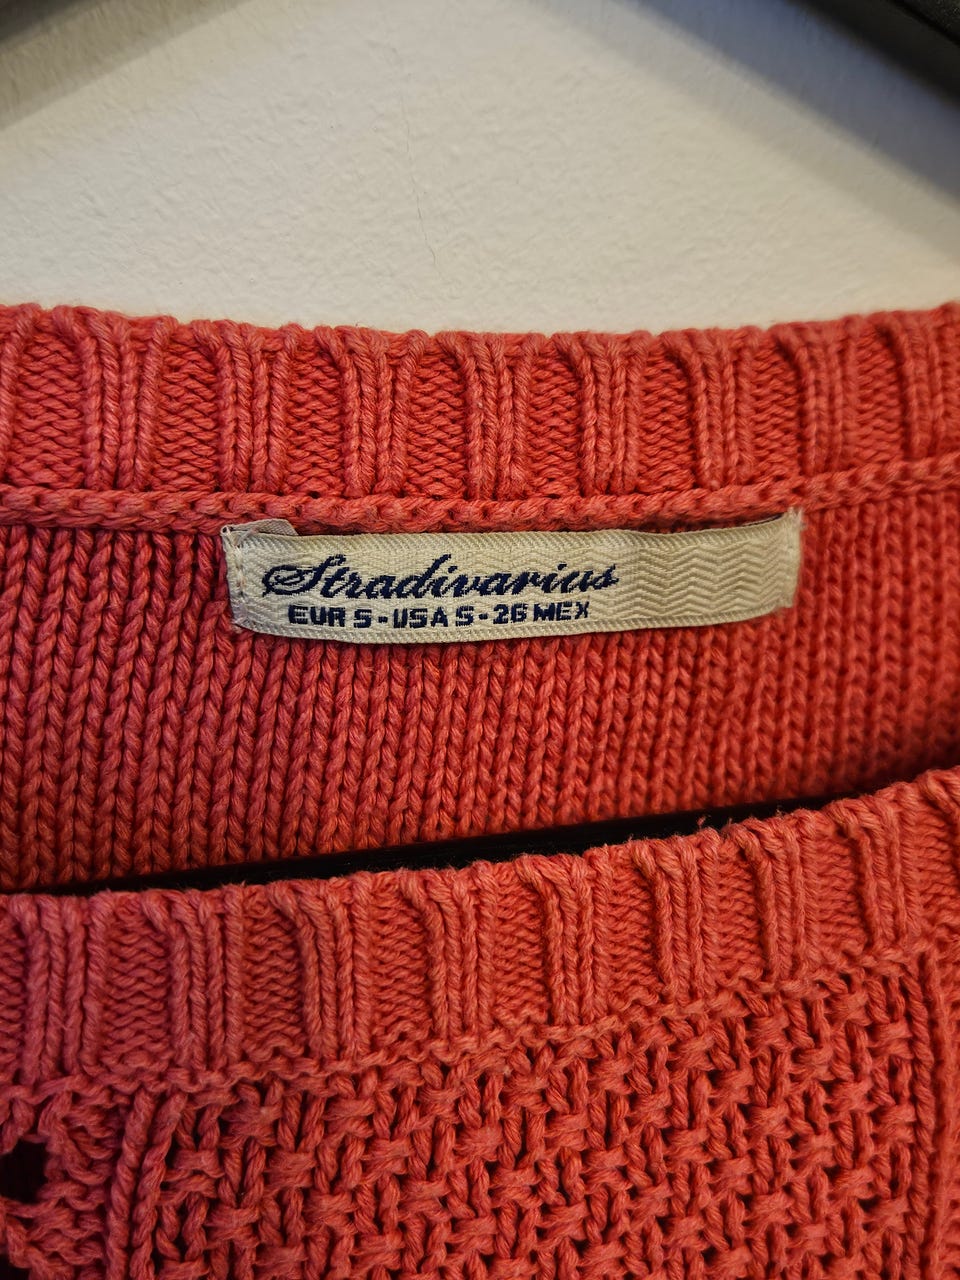 Stradivarius
EUR S - USA S - 26 MEX